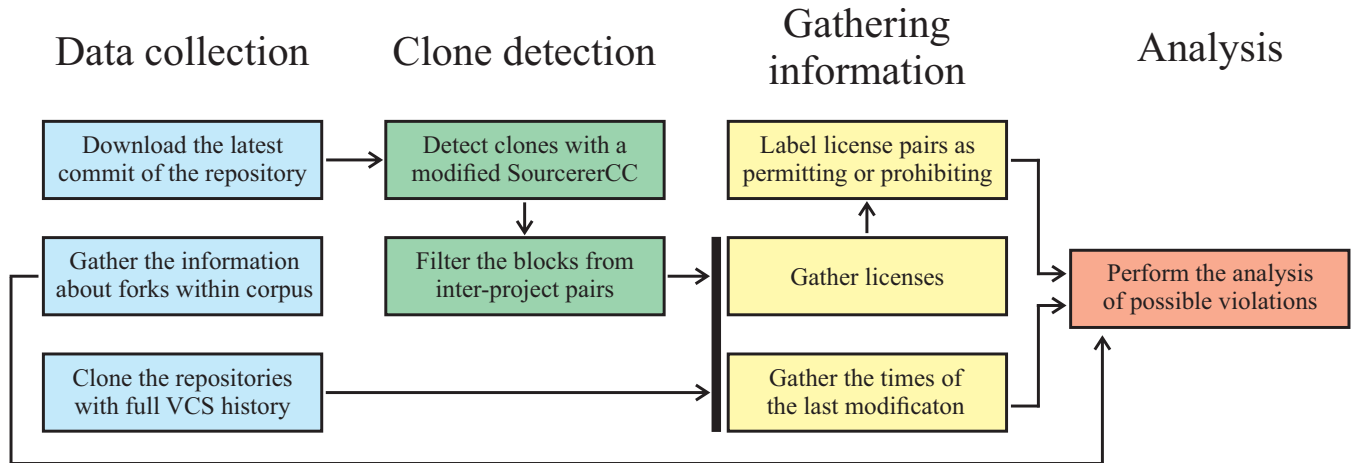 Data collection
Clone detection
Gathering
information
Analysis
Download the latest
commit of the repository
Detect clones with a
modified SourcererCC
Label license pairs as
permitting or prohibiting
Gather the information
about forks within corpus
Filter the blocks from
inter-project pairs
Gather licenses
Perform the analysis
of possible violations
Clone the repositories
with full VCS history
Gather the times of
the last modificaton